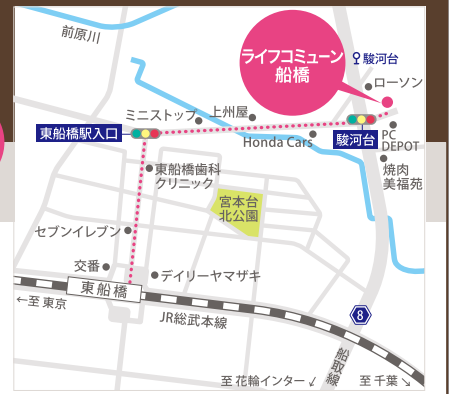 前原川
ライフコミューン
船橋
駿河台
ローソン
ミニストップ
上州屋
東船橋駅入口
Honda Cars
駿河台
PC
DEPOT
東船橋歯科
クリニック
焼肉
美福苑
宮本台
北公園
セブンイレブン
交番
デイリーヤマザキ
東船橋
←至 東京
JR総武本線
8
船取線
至 花輪インター↙
至 千葉↘